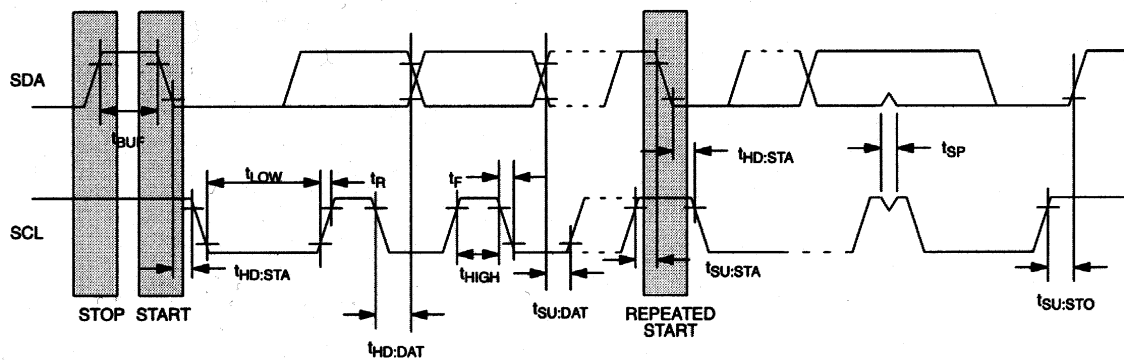 SDA
tBUF
tHD:STA
tSP
tLOW
tR
tF
SCL
tHD:STA
tHIGH
tSU:STA
tSU:DAT
tSU:STO
STOP
START
REPEATED
START
tHD:DAT